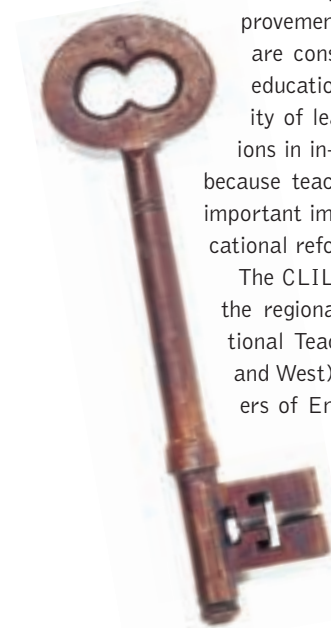 provemen
are cons
educatio
ity of lea
ions in in-
because teac
important im
cational refo
The CLIL
the regiona
tional Teac
and West)
ers of En